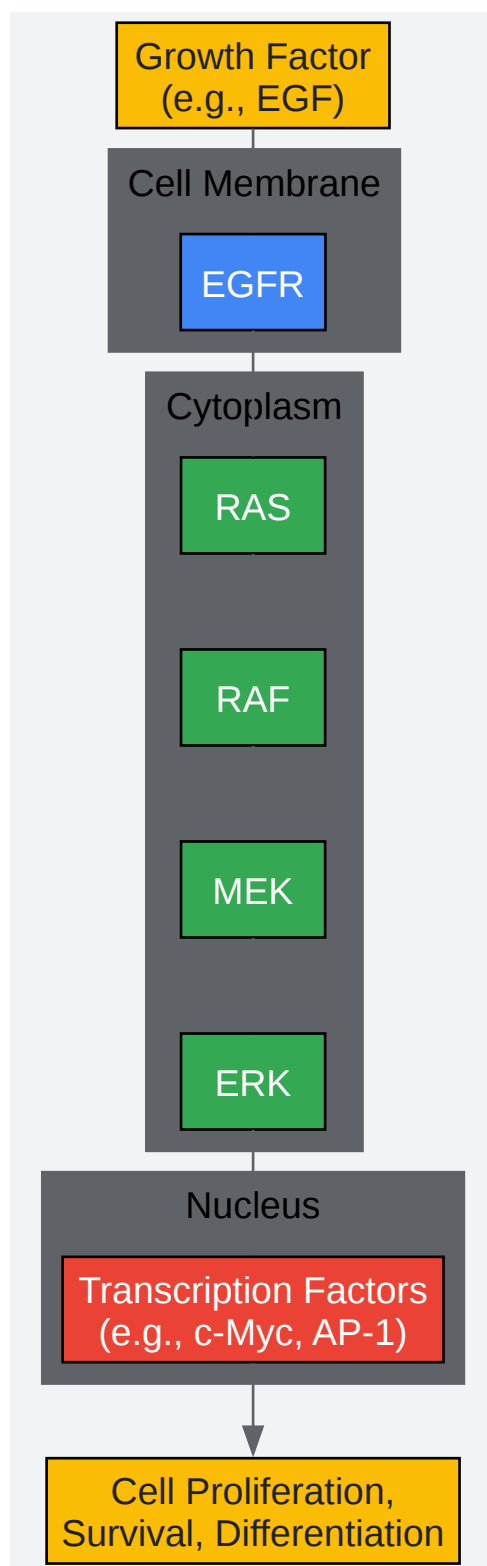 Growth Factor
(e.g., EGF)
Cell Membrane
EGFR
Cytoplasm
RAS
RAF
MEK
ERK
Nucleus
Transcription Factors
(e.g., c-Myc, AP-1)
Cell Proliferation,
Survival, Differentiation